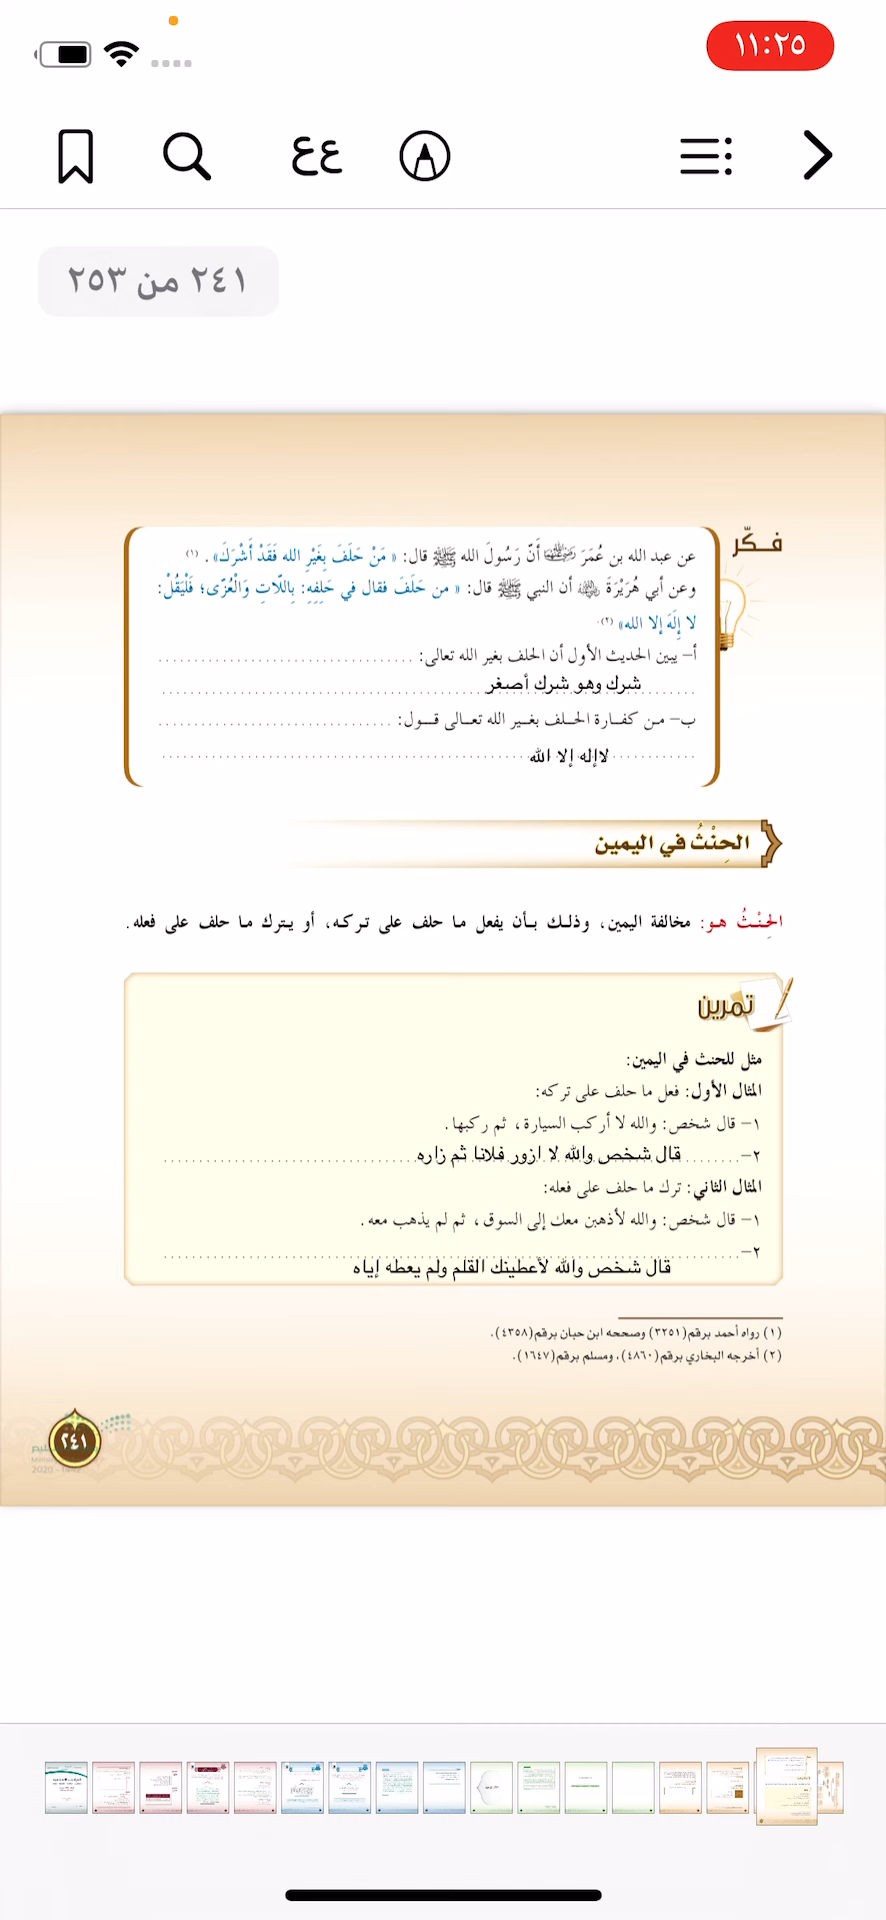 ١١:٢٥
عع
٢٤١ من ٢٥٣
فكّر
عن عبد الله بن عُمَرَ رضي الله عنهما أَنّ رَسُولَ الله ﷺ قال: « مَنْ حَلَفَ بِغَيْرِ الله فَقَدْ أَشْرَكَ» . (١)
وعن أبي هُرَيْرَةَ رضي الله عنه أن النبي ﷺ قال: « من حَلَفَ فقال في حَلِفِهِ: بِاللّاتِ وَالْعُزّى؛ فَلْيَقُلْ:
لا إِلَهَ إلا الله» (٢).
أ- يبين الحديث الأول أن الحلف بغير الله تعالى:
شرك وهو شرك أصغر
ب- من كفارة الحلف بغير الله تعالى قول:
لاإله إلا الله
الحِنْثُ في اليمين
الحِنْثُ هو: مخالفة اليمين، وذلك بأن يفعل ما حلف على تركه، أو يترك ما حلف على فعله.
تمرين
مثل للحنث في اليمين:
المثال الأول: فعل ما حلف على تركه:
١- قال شخص: والله لا أركب السيارة، ثم ركبها.
٢- قال شخص والله لا ازور فلانا ثم زاره
المثال الثاني: ترك ما حلف على فعله:
١- قال شخص: والله لأذهبن معك إلى السوق، ثم لم يذهب معه.
٢-
قال شخص والله لأعطينك القلم ولم يعطه إياه
(١) رواه أحمد برقم(٣٢٥١) وصححه ابن حبان برقم(٤٣٥٨).
(٢) أخرجه البخاري برقم(٤٨٦٠)، ومسلم برقم(١٦٤٧).
٢٤١